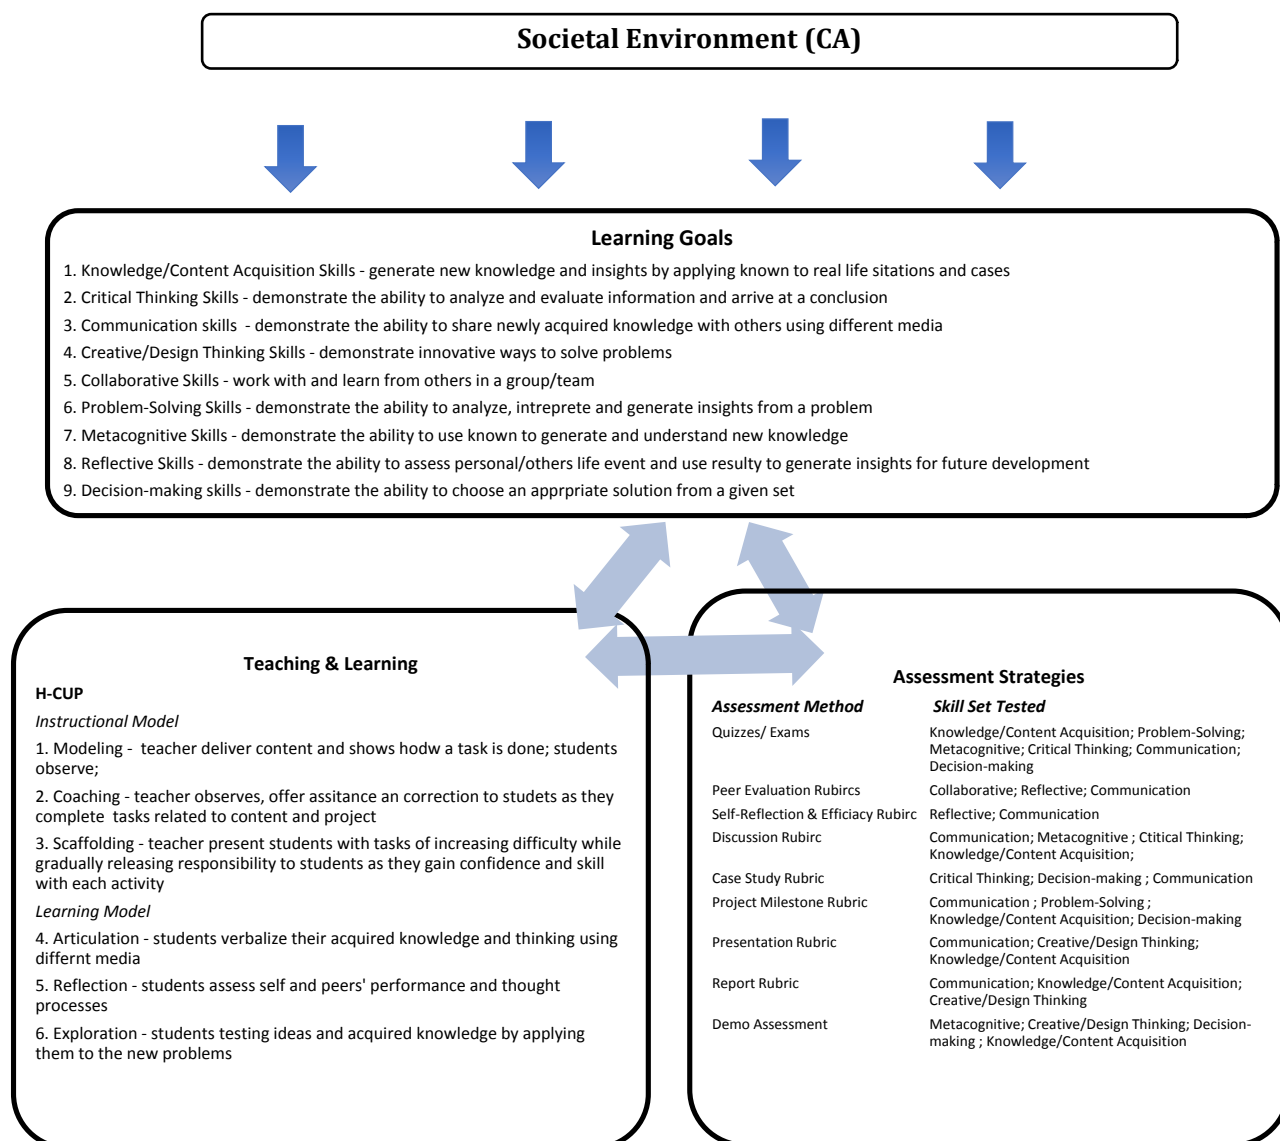 Societal Environment (CA)
Learning Goals
1. Knowledge/Content Acquisition Skills - generate new knowledge and insights by applying known to real life sitations and cases
2. Critical Thinking Skills - demonstrate the ability to analyze and evaluate information and arrive at a conclusion
3. Communication skills  - demonstrate the ability to share newly acquired knowledge with others using different media
4. Creative/Design Thinking Skills - demonstrate innovative ways to solve problems
5. Collaborative Skills - work with and learn from others in a group/team
6. Problem-Solving Skills - demonstrate the ability to analyze, intreprete and generate insights from a problem
7. Metacognitive Skills - demonstrate the ability to use known to generate and understand new knowledge
8. Reflective Skills - demonstrate the ability to assess personal/others life event and use resulty to generate insights for future development
9. Decision-making skills - demonstrate the ability to choose an apprpriate solution from a given set
Teaching & Learning
H-CUP
Instructional Model
1. Modeling -  teacher deliver content and shows hodw a task is done; students
observe;
2. Coaching - teacher observes, offer assitance an correction to studets as they
complete  tasks related to content and project
3. Scaffolding - teacher present students with tasks of increasing difficulty while
gradually releasing responsibility to students as they gain confidence and skill
with each activity
Learning Model
4. Articulation - students verbalize their acquired knowledge and thinking using
differnt media
5. Reflection - students assess self and peers' performance and thought
processes
6. Exploration - students testing ideas and acquired knowledge by applying
them to the new problems
Assessment Strategies
Assessment Method Skill Set Tested
Quizzes/ Exams Knowledge/Content Acquisition; Problem-Solving;
Metacognitive; Critical Thinking; Communication;
Decision-making
Peer Evaluation Rubircs Collaborative; Reflective; Communication
Self-Reflection & Efficiacy Rubirc Reflective; Communication
Discussion Rubirc Communication; Metacognitive ; Ctitical Thinking;
Knowledge/Content Acquisition;
Case Study Rubric Critical Thinking; Decision-making ; Communication
Project Milestone Rubric Communication ; Problem-Solving ;
Knowledge/Content Acquisition; Decision-making
Presentation Rubric Communication; Creative/Design Thinking;
Knowledge/Content Acquisition
Report Rubric Communication; Knowledge/Content Acquisition;
Creative/Design Thinking
Demo Assessment Metacognitive; Creative/Design Thinking; Decision-
making ; Knowledge/Content Acquisition